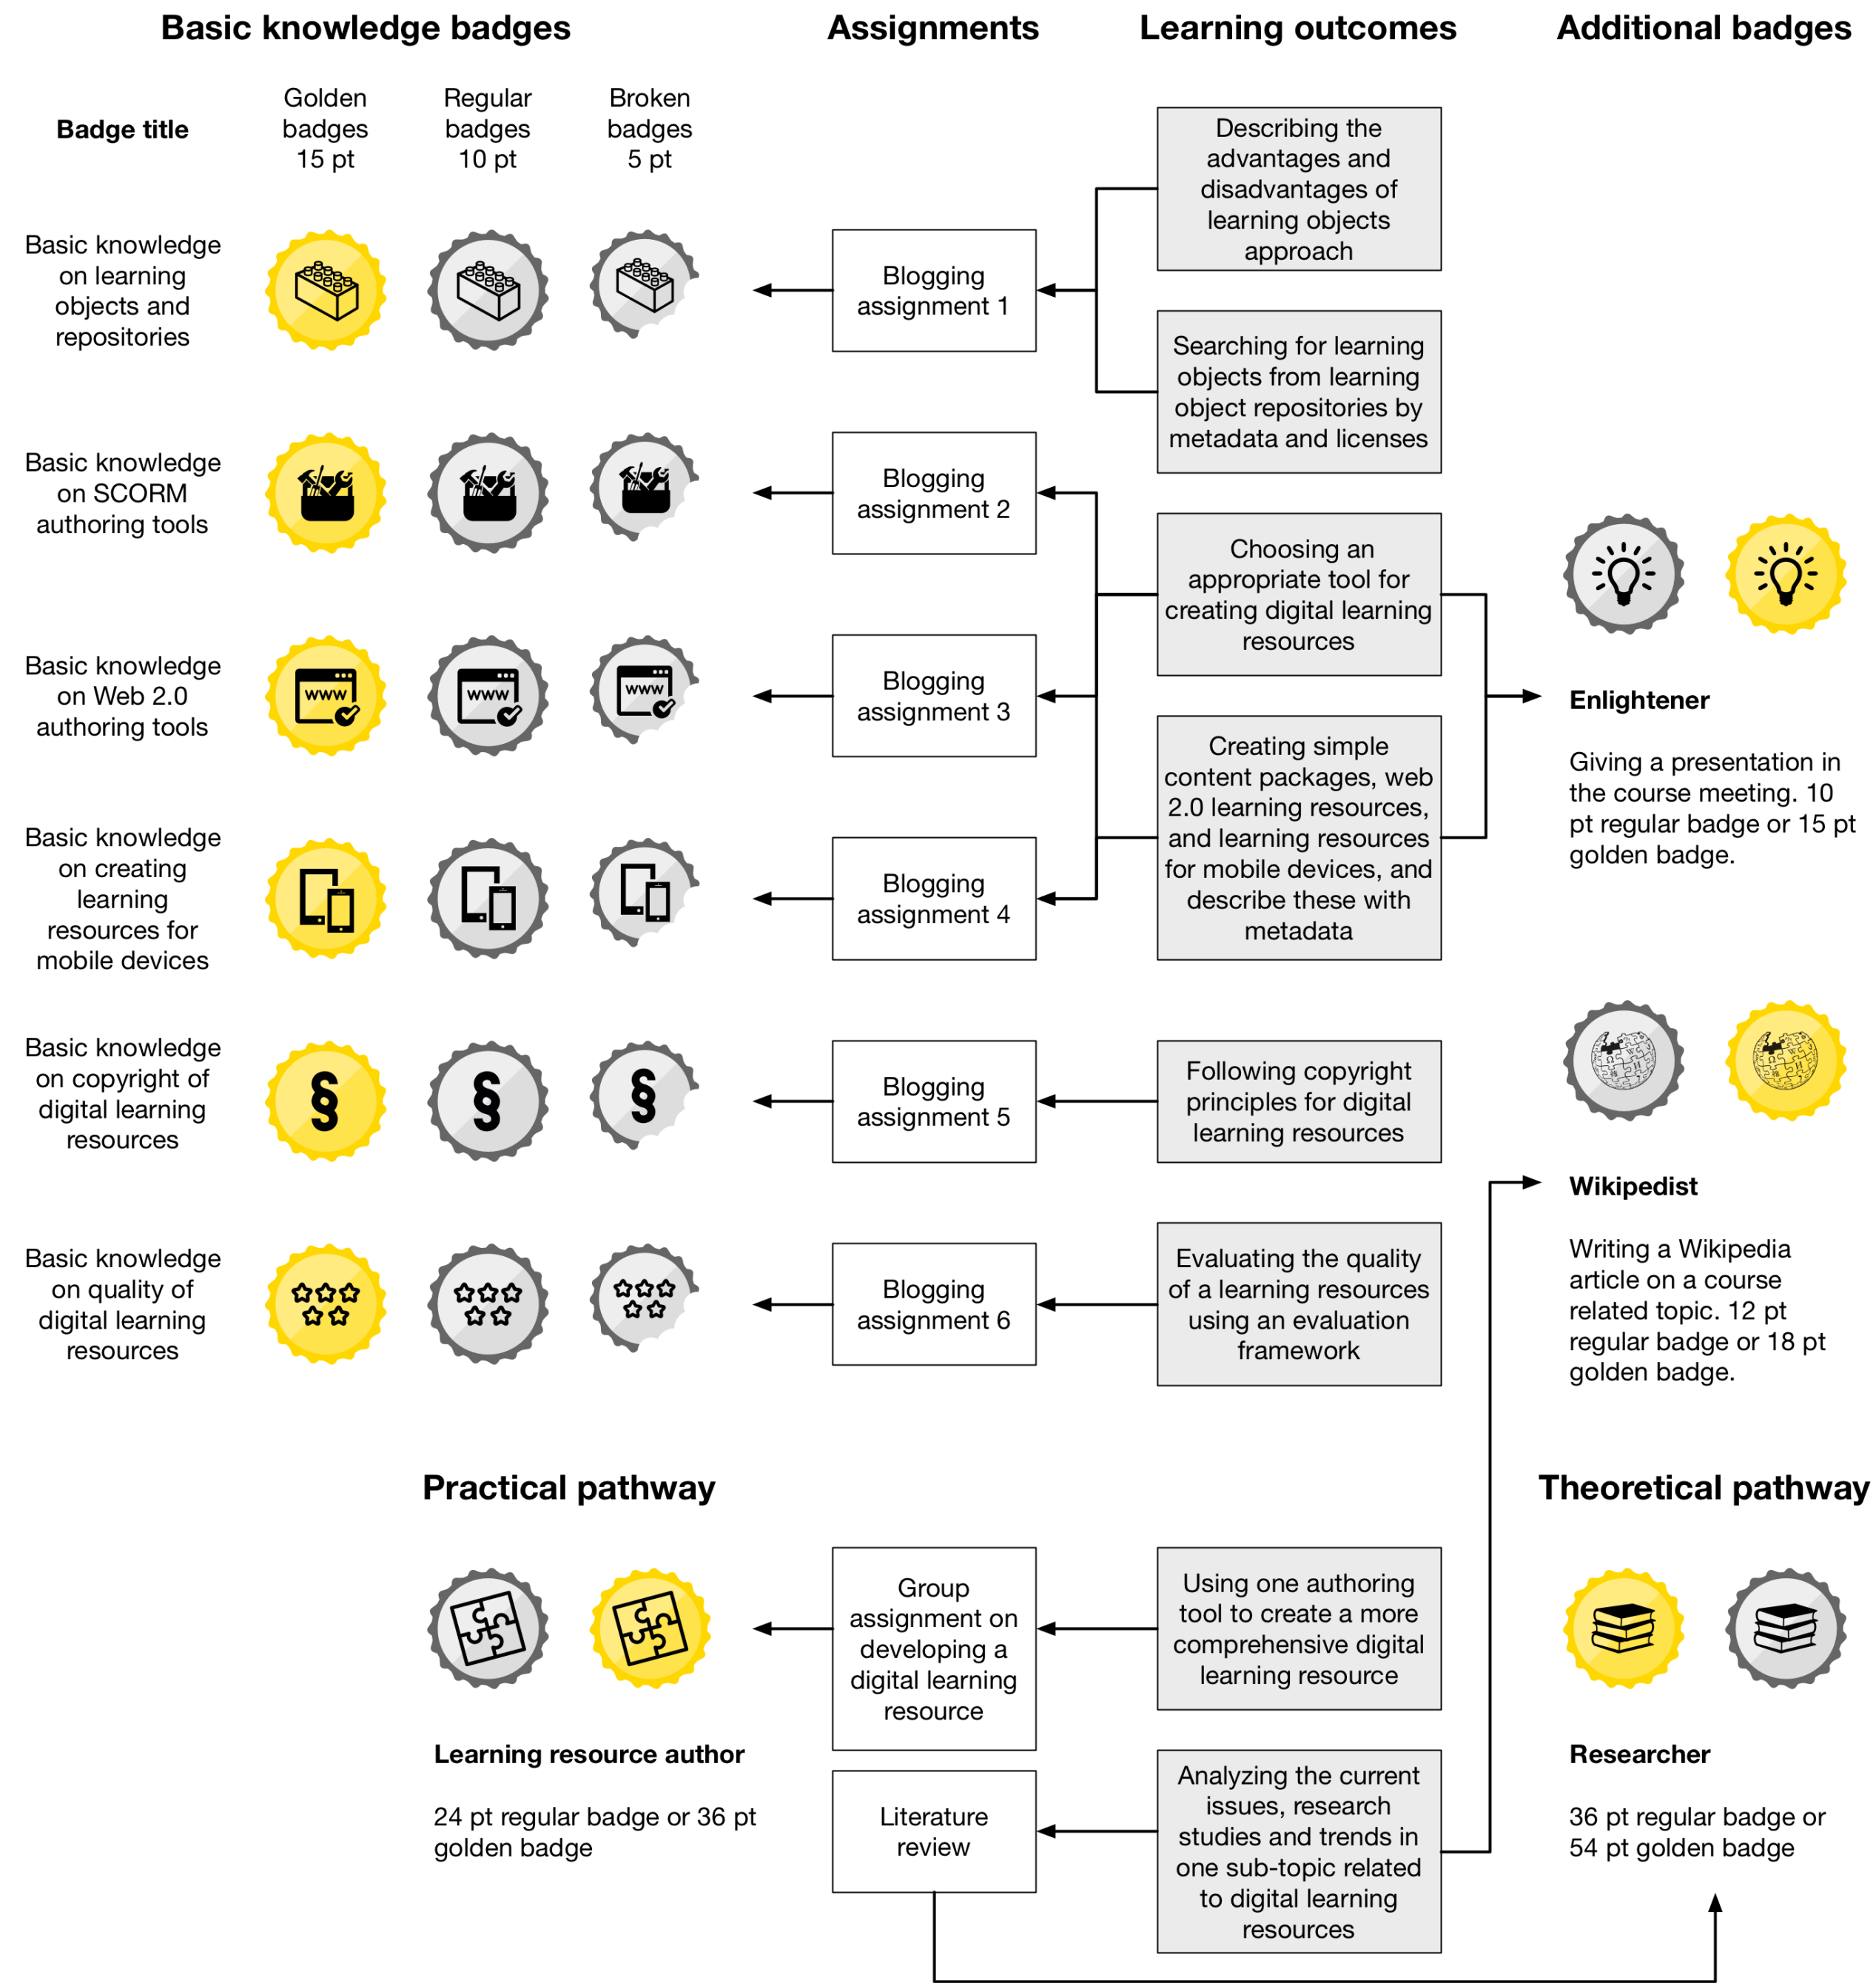 Basic knowledge badges
Assignments
Learning outcomes
Additional badges
Badge title
Golden
badges
15 pt
Regular
badges
10 pt
Broken
badges
5 pt
Basic knowledge
on learning
objects and
repositories
Blogging
assignment 1
Describing the
advantages and
disadvantages of
learning objects
approach
Searching for learning
objects from learning
object repositories by
metadata and licenses
Basic knowledge
on SCORM
authoring tools
Blogging
assignment 2
Choosing an
appropriate tool for
creating digital learning
resources
Basic knowledge
on Web 2.0
authoring tools
www
www
www
Blogging
assignment 3
Creating simple
content packages, web
2.0 learning resources,
and learning resources
for mobile devices, and
describe these with
metadata
Enlightener
Giving a presentation in
the course meeting. 10
pt regular badge or 15 pt
golden badge.
Basic knowledge
on creating
learning
resources for
mobile devices
Blogging
assignment 4
Basic knowledge
on copyright of
digital learning
resources
§
§
§
Blogging
assignment 5
Following copyright
principles for digital
learning resources
Wikipedist
Writing a Wikipedia
article on a course
related topic. 12 pt
regular badge or 18 pt
golden badge.
Basic knowledge
on quality of
digital learning
resources
Blogging
assignment 6
Evaluating the quality
of a learning resources
using an evaluation
framework
Practical pathway
Theoretical pathway
Group
assignment on
developing a
digital learning
resource
Using one authoring
tool to create a more
comprehensive digital
learning resource
Learning resource author
24 pt regular badge or 36 pt
golden badge
Literature
review
Analyzing the current
issues, research
studies and trends in
one sub-topic related
to digital learning
resources
Researcher
36 pt regular badge or
54 pt golden badge